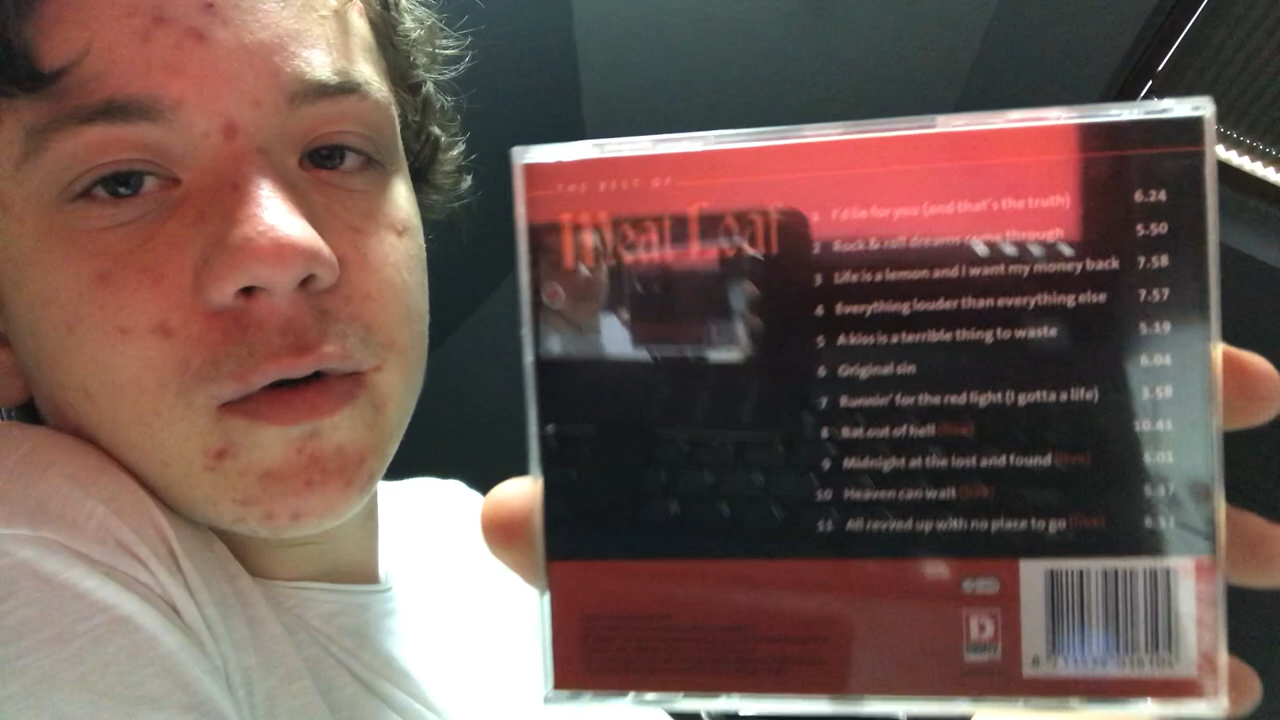 THE BEST OF
Meat Loaf
1 I'd lie for you (and that's the truth) 6.24
2 Rock & roll dreams come through 5.50
3 Life is a lemon and I want my money back 7.58
4 Everything louder than everything else 7.57
5 A kiss is a terrible thing to waste 5.19
6 Original sin 6.04
7 Runnin' for the red light (I gotta a life) 3.58
8 Bat out of hell (live) 10.41
9 Midnight at the lost and found (live)
10 Heaven can wait (live)
11 All revved up with no place to go (live)
D